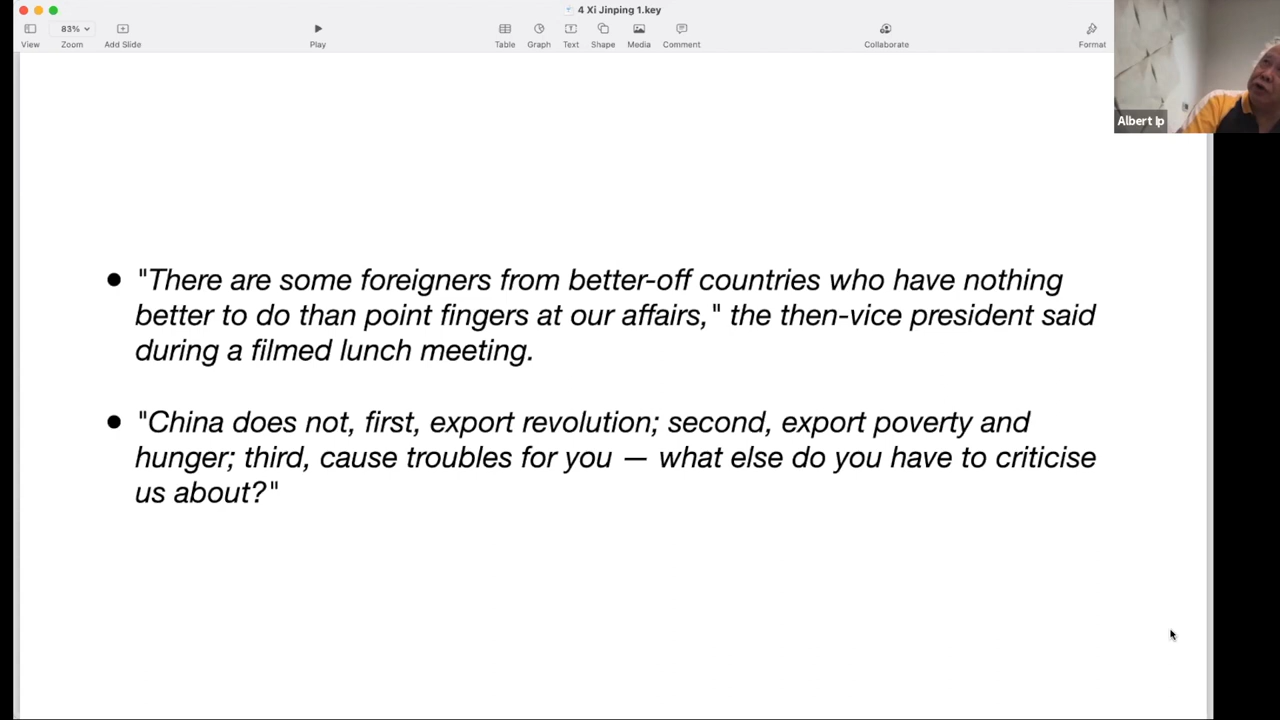 4 Xi Jinping 1.key
83%
View
Zoom
Add Slide
Play
Table
Graph
Text
Shape
Media
Comment
Collaborate
Format
Albert Ip
• "There are some foreigners from better-off countries who have nothing
better to do than point fingers at our affairs," the then-vice president said
during a filmed lunch meeting.
• "China does not, first, export revolution; second, export poverty and
hunger; third, cause troubles for you — what else do you have to criticise
us about?"